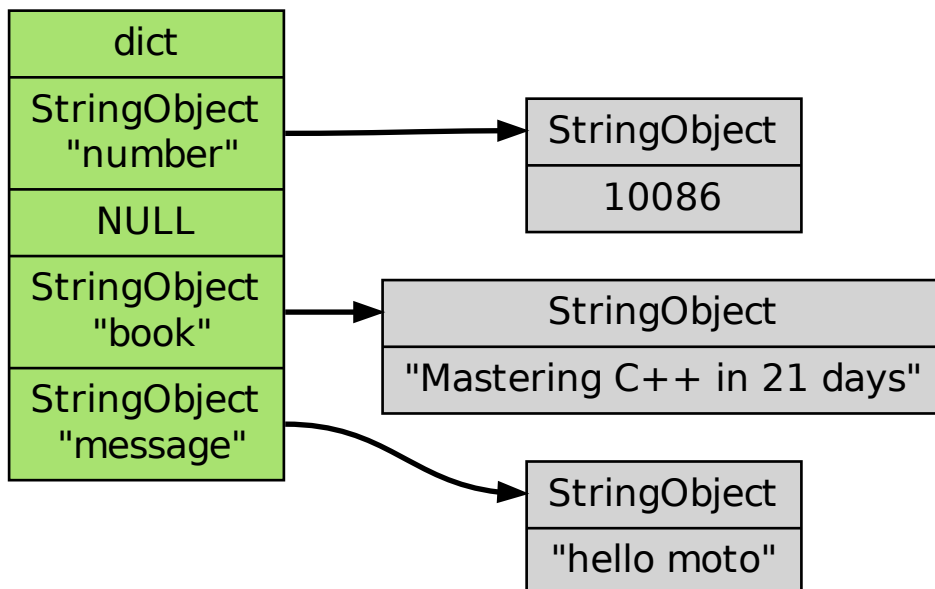 dict
StringObject
"number"
NULL
StringObject
"book"
StringObject
"message"
StringObject
10086
StringObject
"Mastering C++ in 21 days"
StringObject
"hello moto"